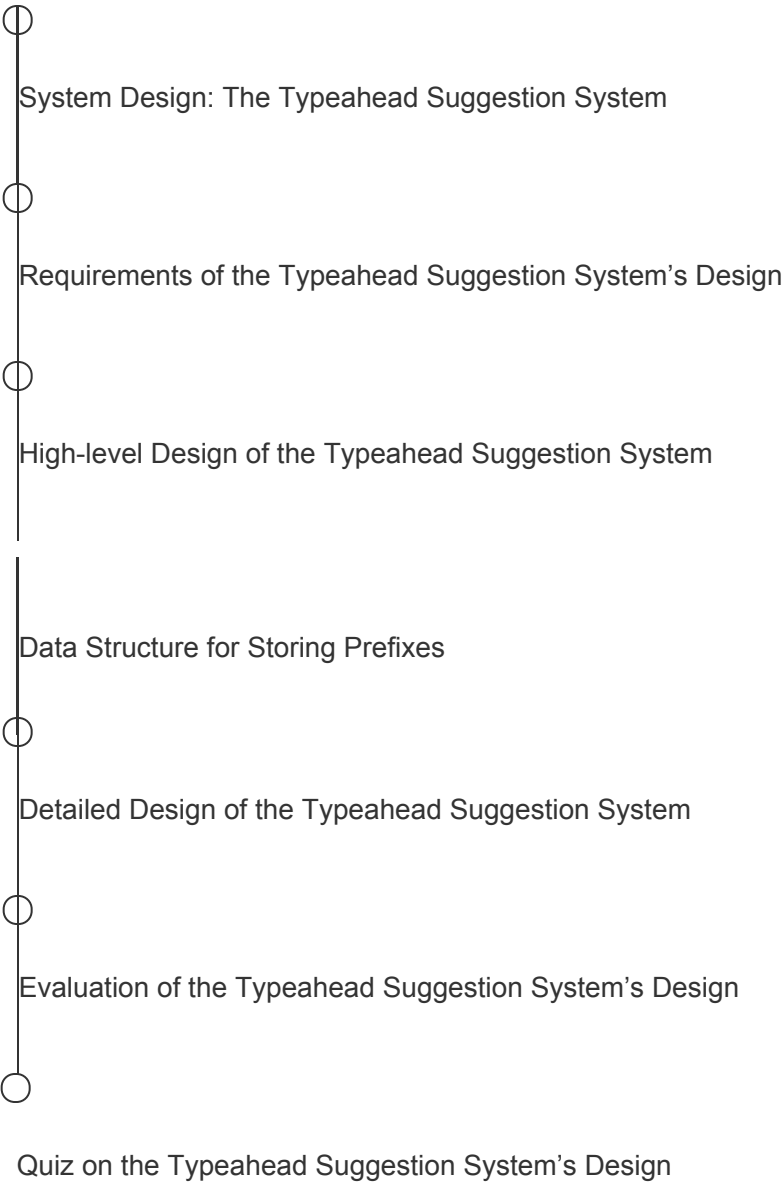 System Design: The Typeahead Suggestion System
Requirements of the Typeahead Suggestion System’s Design
High-level Design of the Typeahead Suggestion System
Data Structure for Storing Prefixes
Detailed Design of the Typeahead Suggestion System
Evaluation of the Typeahead Suggestion System’s Design
Quiz on the Typeahead Suggestion System’s Design